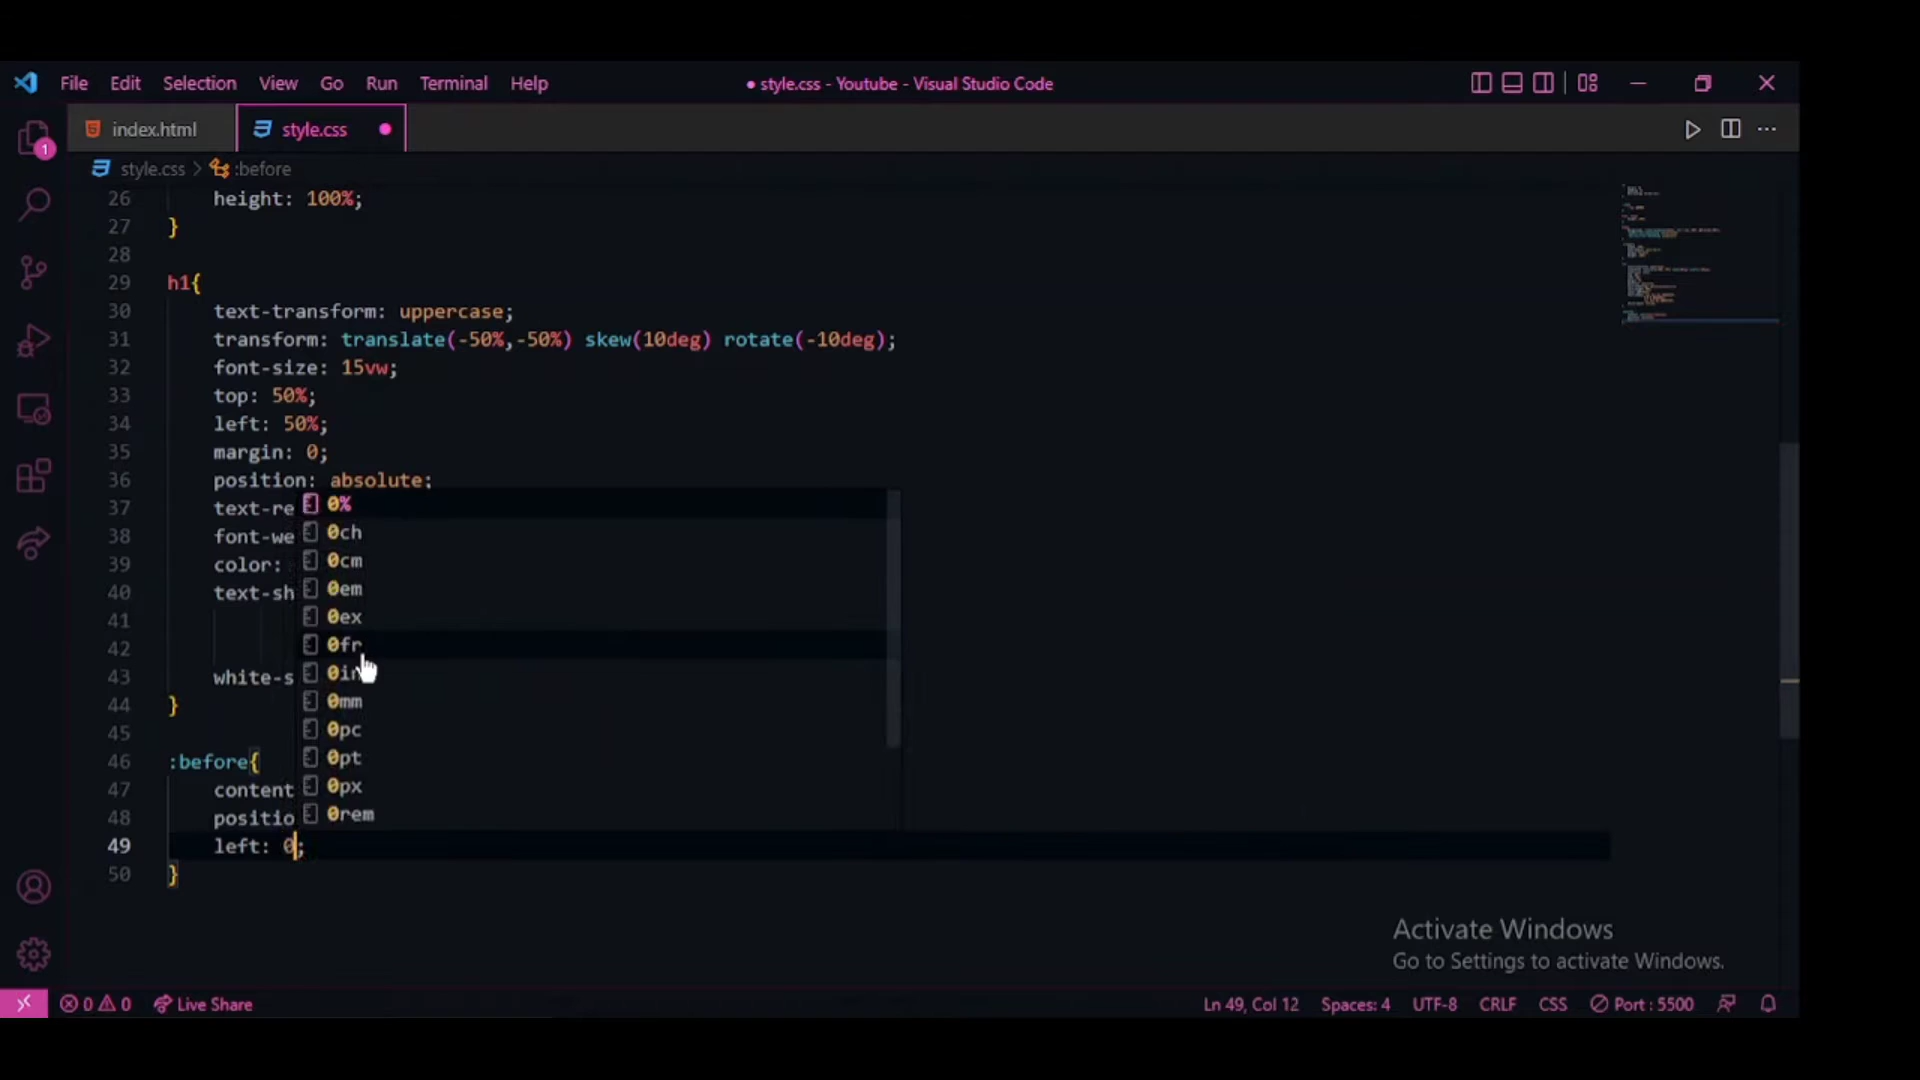 File Edit Selection View Go Run Terminal Help
● style.css - Youtube - Visual Studio Code
index.html
style.css
1
style.css > :before
26 height: 100%;
27 }
28
29 h1{
30 text-transform: uppercase;
31 transform: translate(-50%,-50%) skew(10deg) rotate(-10deg);
32 font-size: 15vw;
33 top: 50%;
34 left: 50%;
35 margin: 0;
36 position: absolute;
37 text-re
38 font-we
39 color:
40 text-sh
41
42
43 white-s
44 }
45
46 :before{
47 content
48 positio
49 left: 0;
50 }
0%
0ch
0cm
0em
0ex
0fr
0in
0mm
0pc
0pt
0px
0rem
Activate Windows
Go to Settings to activate Windows.
0 0 Live Share
Ln 49, Col 12 Spaces: 4 UTF-8 CRLF CSS Port : 5500